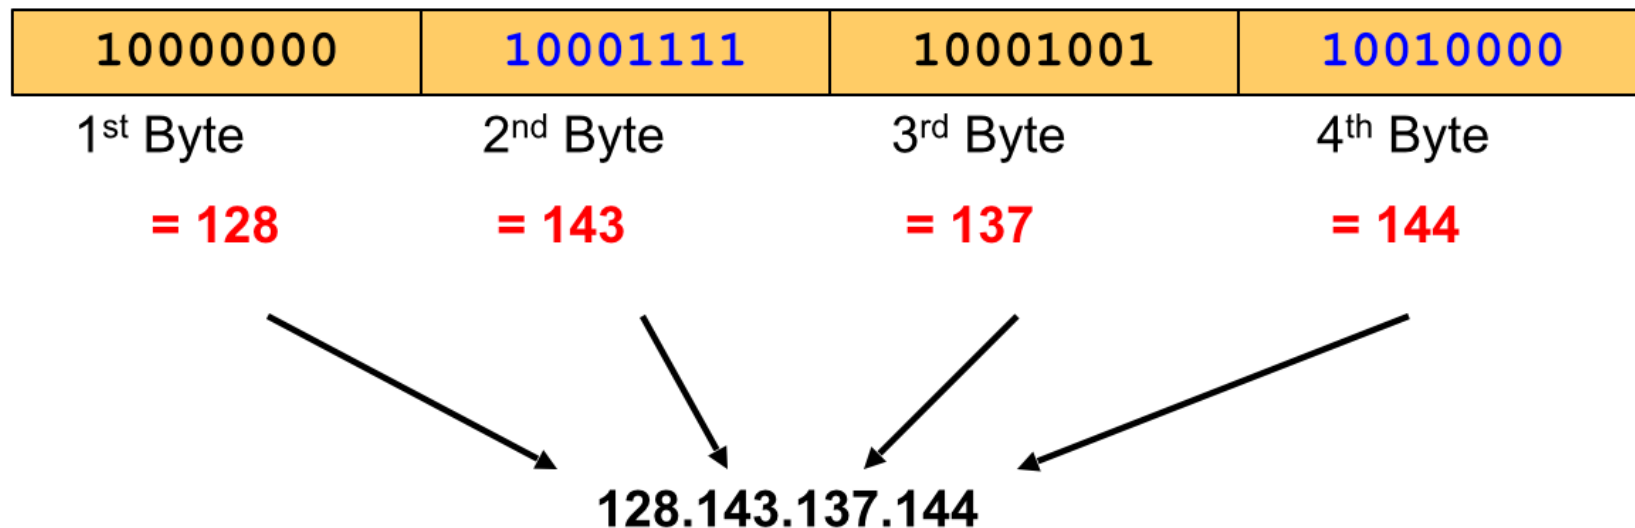 10000000 10001111 10001001 10010000
1st Byte 2nd Byte 3rd Byte 4th Byte
= 128 = 143 = 137 = 144
128.143.137.144